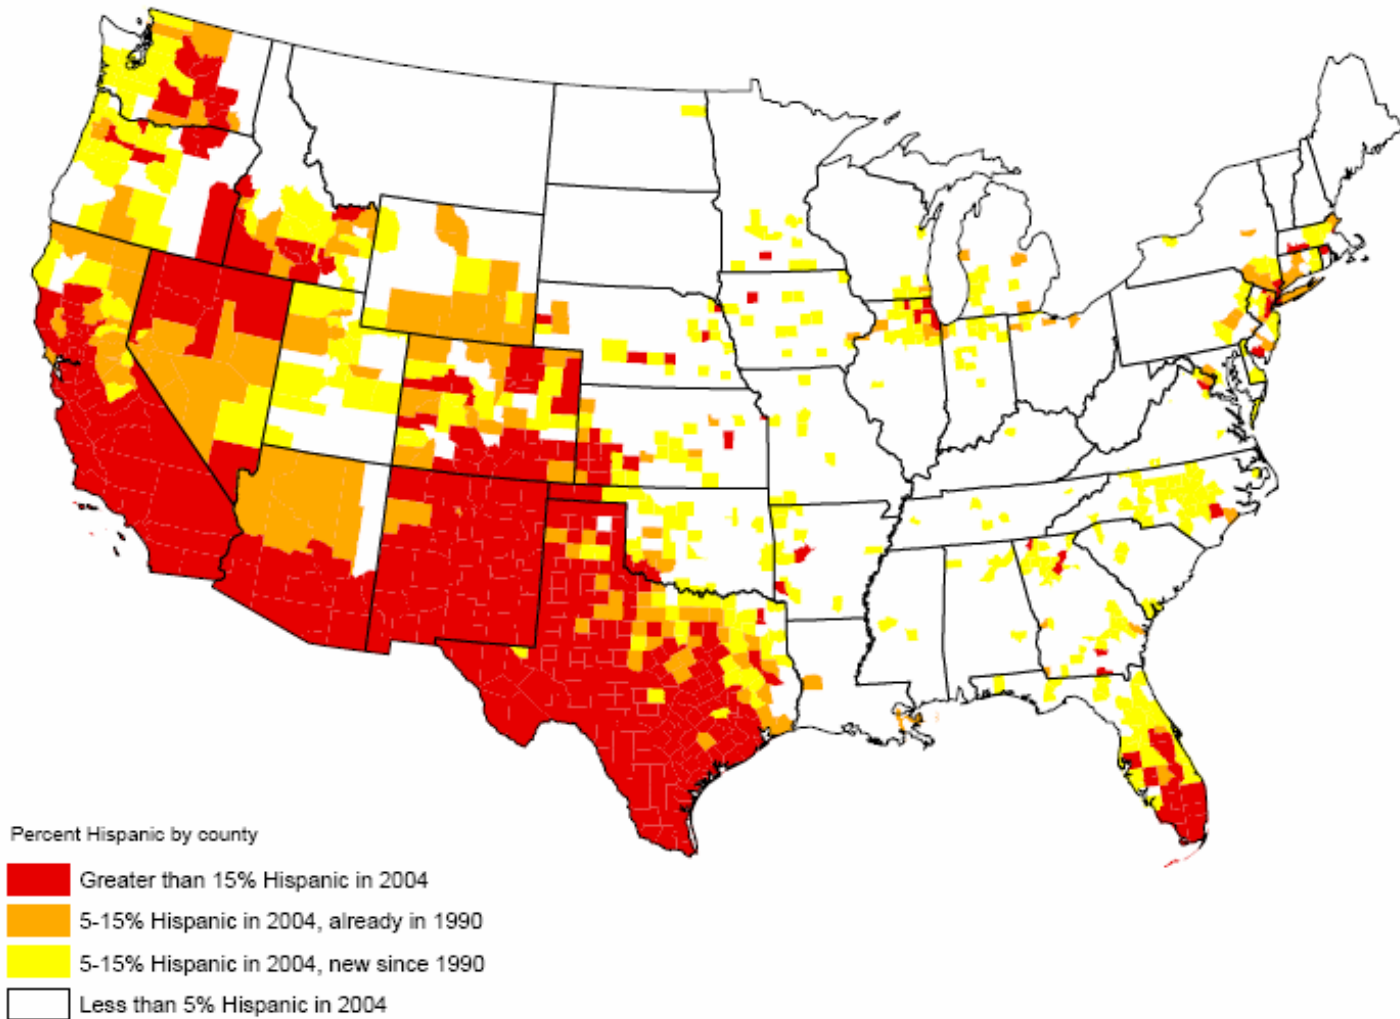 Percent Hispanic by county
Greater than 15% Hispanic in 2004
5-15% Hispanic in 2004, already in 1990
5-15% Hispanic in 2004, new since 1990
Less than 5% Hispanic in 2004